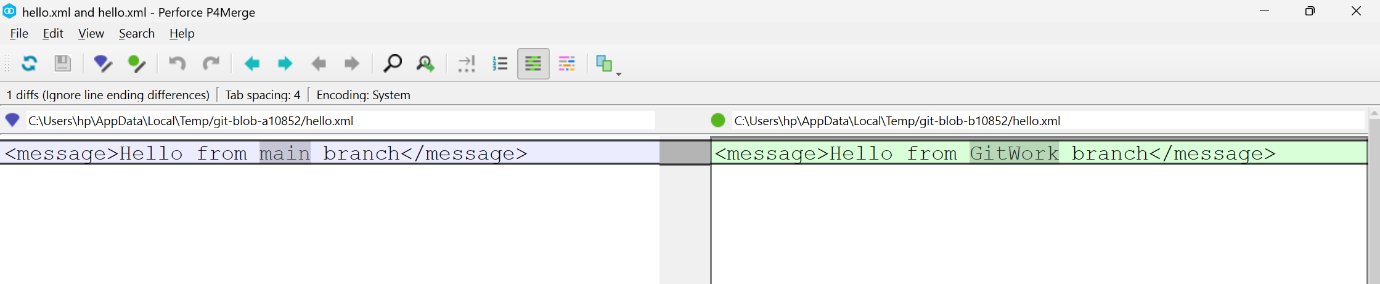 hello.xml and hello.xml - Perforce P4Merge
File Edit View Search Help
1 diffs (Ignore line ending differences) Tab spacing: 4 Encoding: System
C:\Users\hp\AppData\Local\Temp/git-blob-a10852/hello.xml
C:\Users\hp\AppData\Local\Temp/git-blob-b10852/hello.xml
<message>Hello from main branch</message>
<message>Hello from GitWork branch</message>